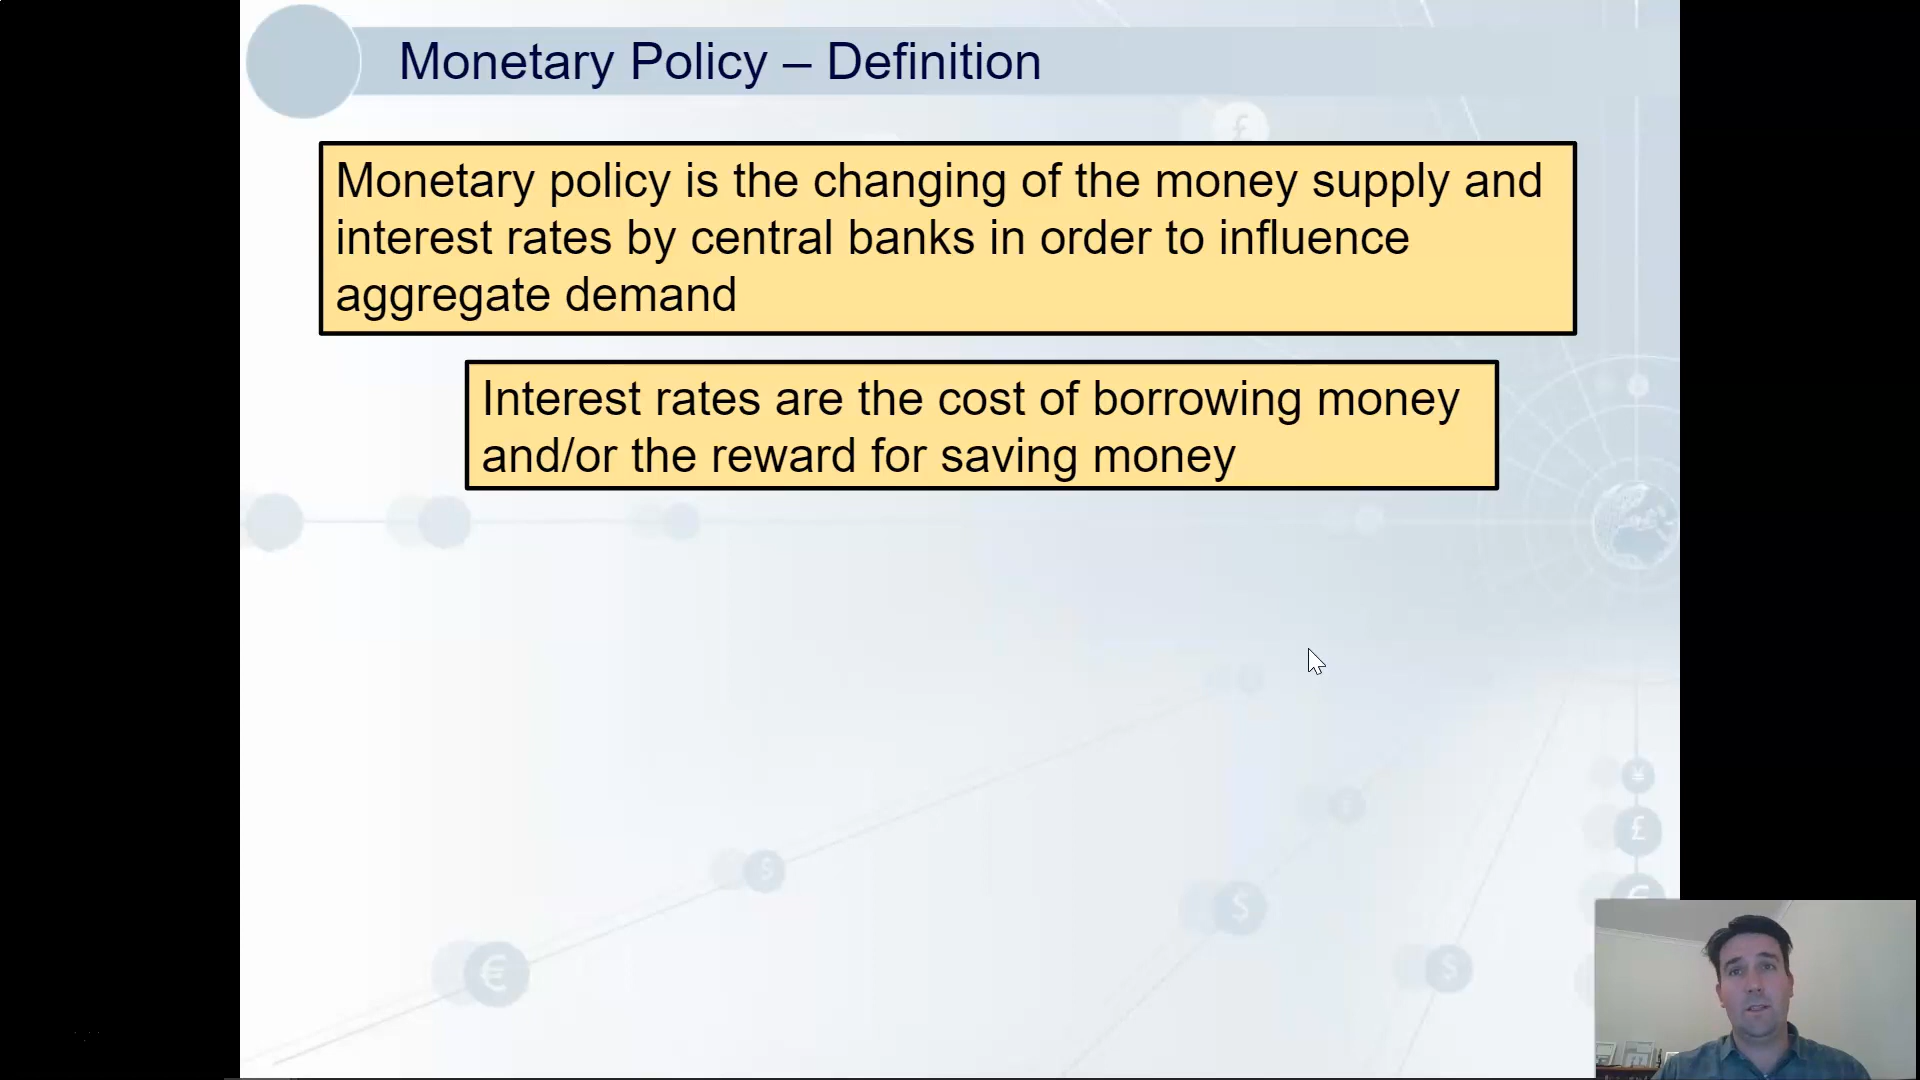 Monetary Policy – Definition
Monetary policy is the changing of the money supply and
interest rates by central banks in order to influence
aggregate demand
Interest rates are the cost of borrowing money
and/or the reward for saving money
£
¥
£
€
$
$
$
€